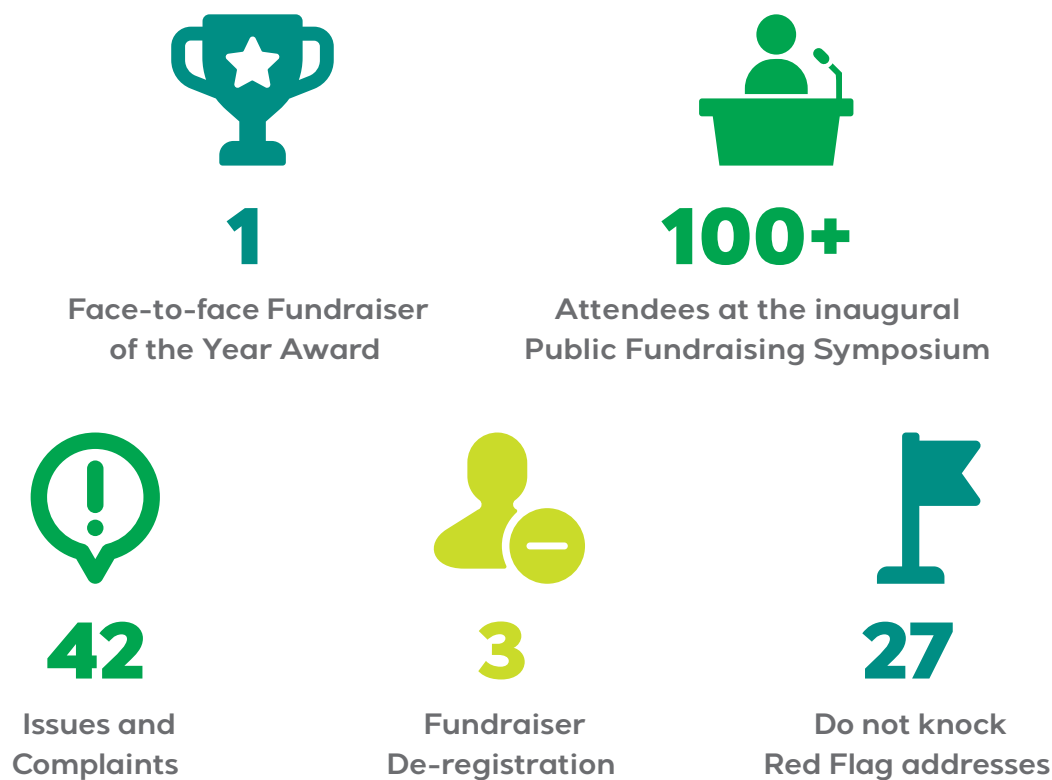 1
Face-to-face Fundraiser
of the Year Award
100+
Attendees at the inaugural
Public Fundraising Symposium
42
Issues and
Complaints
3
Fundraiser
De-registration
27
Do not knock
Red Flag addresses